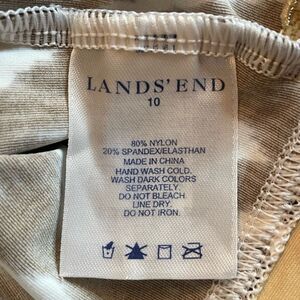 LANDS' END
10
80% NYLON
20% SPANDEX/ELASTHAN
MADE IN CHINA
HAND WASH COLD.
WASH DARK COLORS
SEPARATELY.
DO NOT BLEACH.
LINE DRY.
DO NOT IRON.